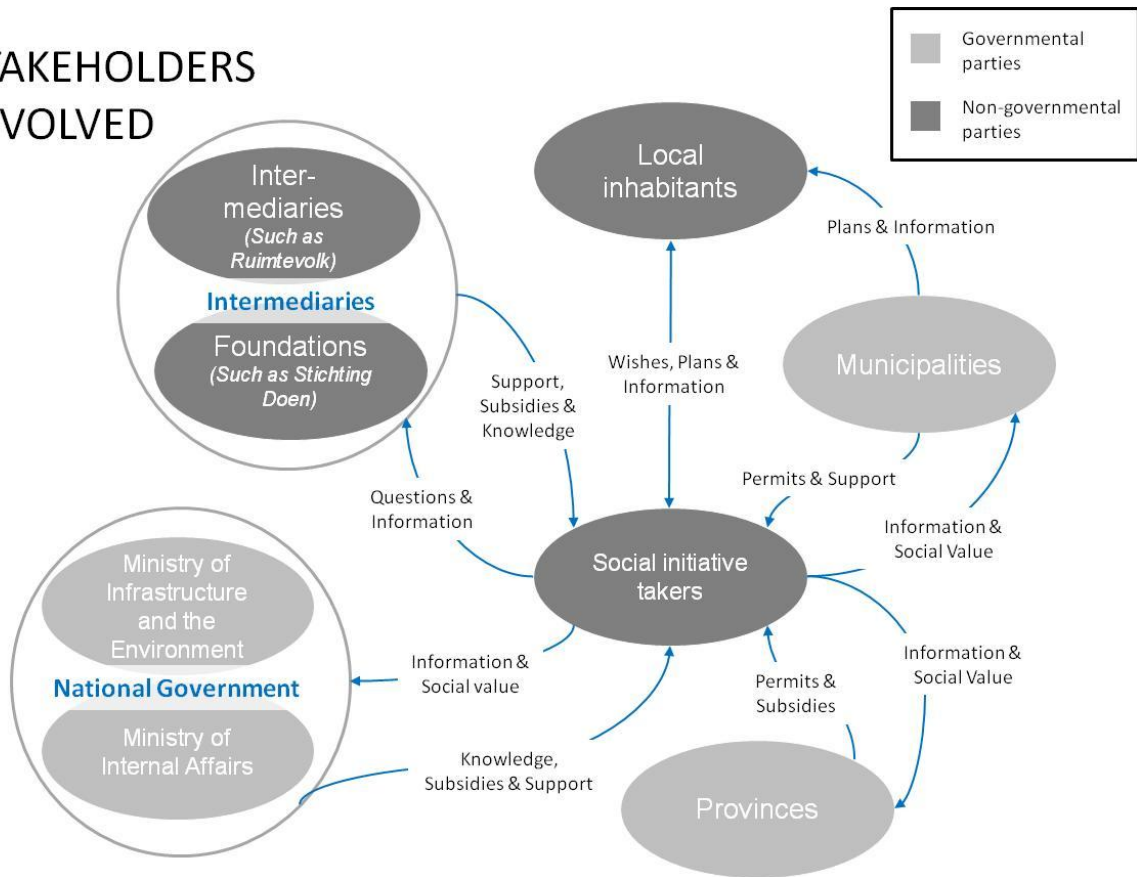 TAKEHOLDERS
VOLVED
Governmental
parties
Non-governmental
parties
Inter-
mediaries
(Such as
Ruimtevolk)
Intermediaries
Foundations
(Such as Stichting
Doen)
Local
inhabitants
Plans & Information
Municipalities
Wishes, Plans &
Information
Support,
Subsidies &
Knowledge
Permits & Support
Questions &
Information
Information &
Social Value
Social initiative
takers
Ministry of
Infrastructure
and the
Environment
National Government
Ministry of
Internal Affairs
Information &
Social value
Permits &
Subsidies
Information &
Social Value
Knowledge,
Subsidies & Support
Provinces